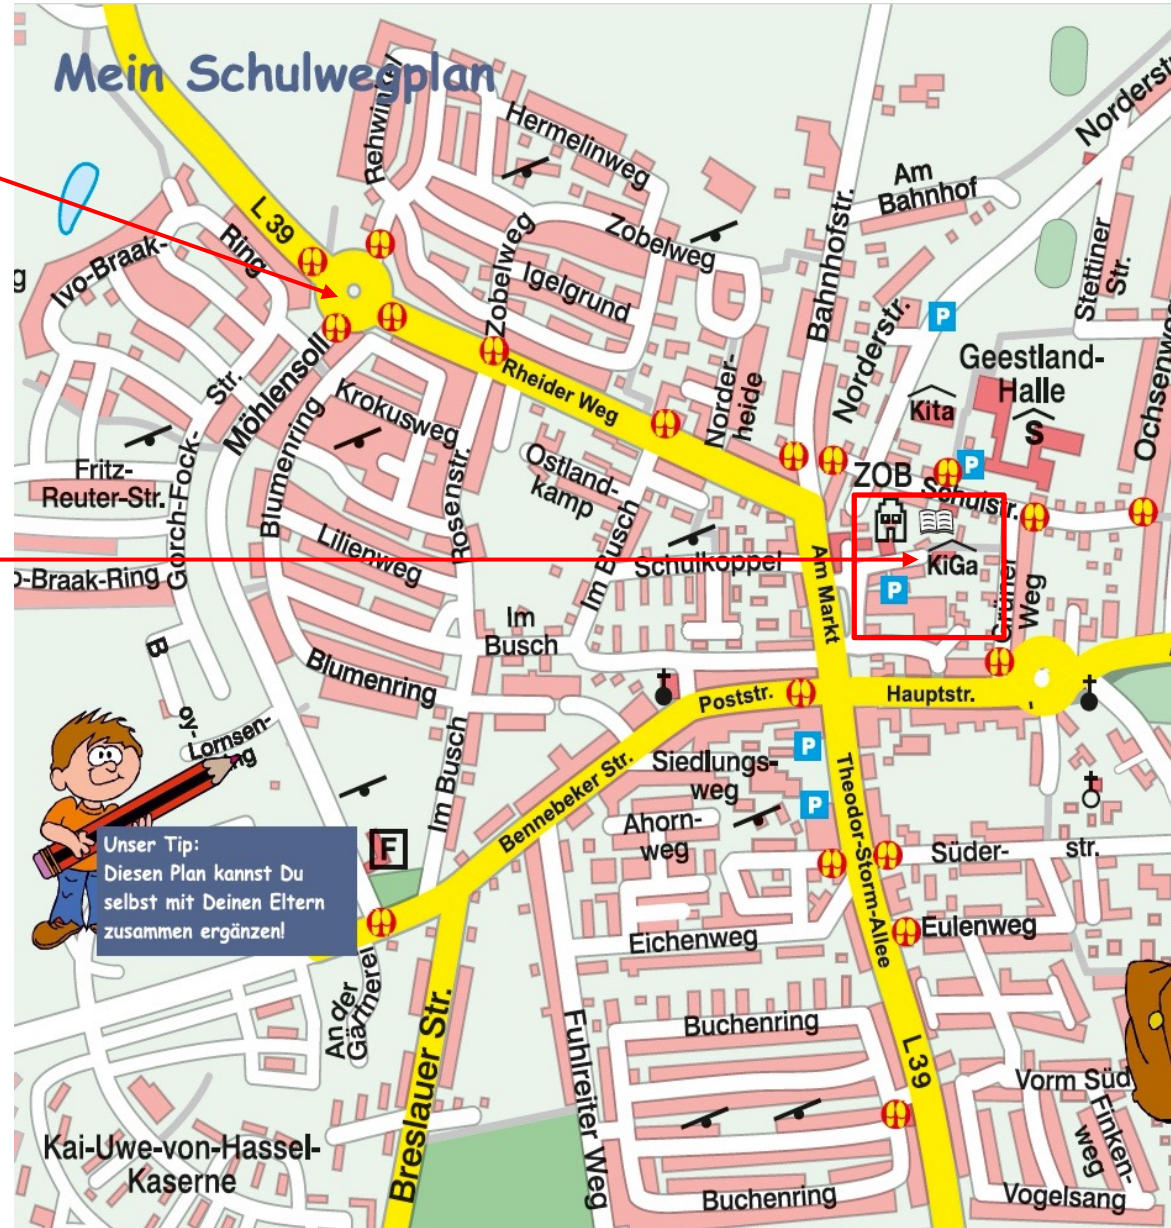 Mein Schulwegplan
Rehwinkel
Hermelinweg
Norderstr.
Am
Bahnhof
L 39
Ring
Ivo-Braak-
Zobelweg
Zobelweg
Igelgrund
Bahnhofstr.
Stettiner
Str.
g
P
Norderstr.
Geestland-
Halle
Möhlensoll
Str.
Krokusweg
Rheider Weg
Norder-
heide
Kita
S
Ochsenweg
Blumenring
Rosenstr.
Ostland-
kamp
Fritz-
Reuter-Str.
Gorch-Fock-
ZOB
P
Schulstr.
Lilienweg
Im Busch
Schulkoppel
Am Markt
KiGa
P
Grüner
Weg
o-Braak-Ring
Im
Busch
B
oy-
Lornsen-
Blumenring
Poststr.
Hauptstr.
Im Busch
Bennebeker Str.
Siedlungs-
weg
P
P
Theodor-Storm-Allee
Ahorn-
weg
Süder-
str.
F
Unser Tip:
Diesen Plan kannst Du
selbst mit Deinen Eltern
zusammen ergänzen!
Eichenweg
Eulenweg
An der
Gärtnerei
Breslauer Str.
Fuhlreiter Weg
Buchenring
L 39
Vorm Süd
Finken-
weg
Kai-Uwe-von-Hassel-
Kaserne
Buchenring
Vogelsang